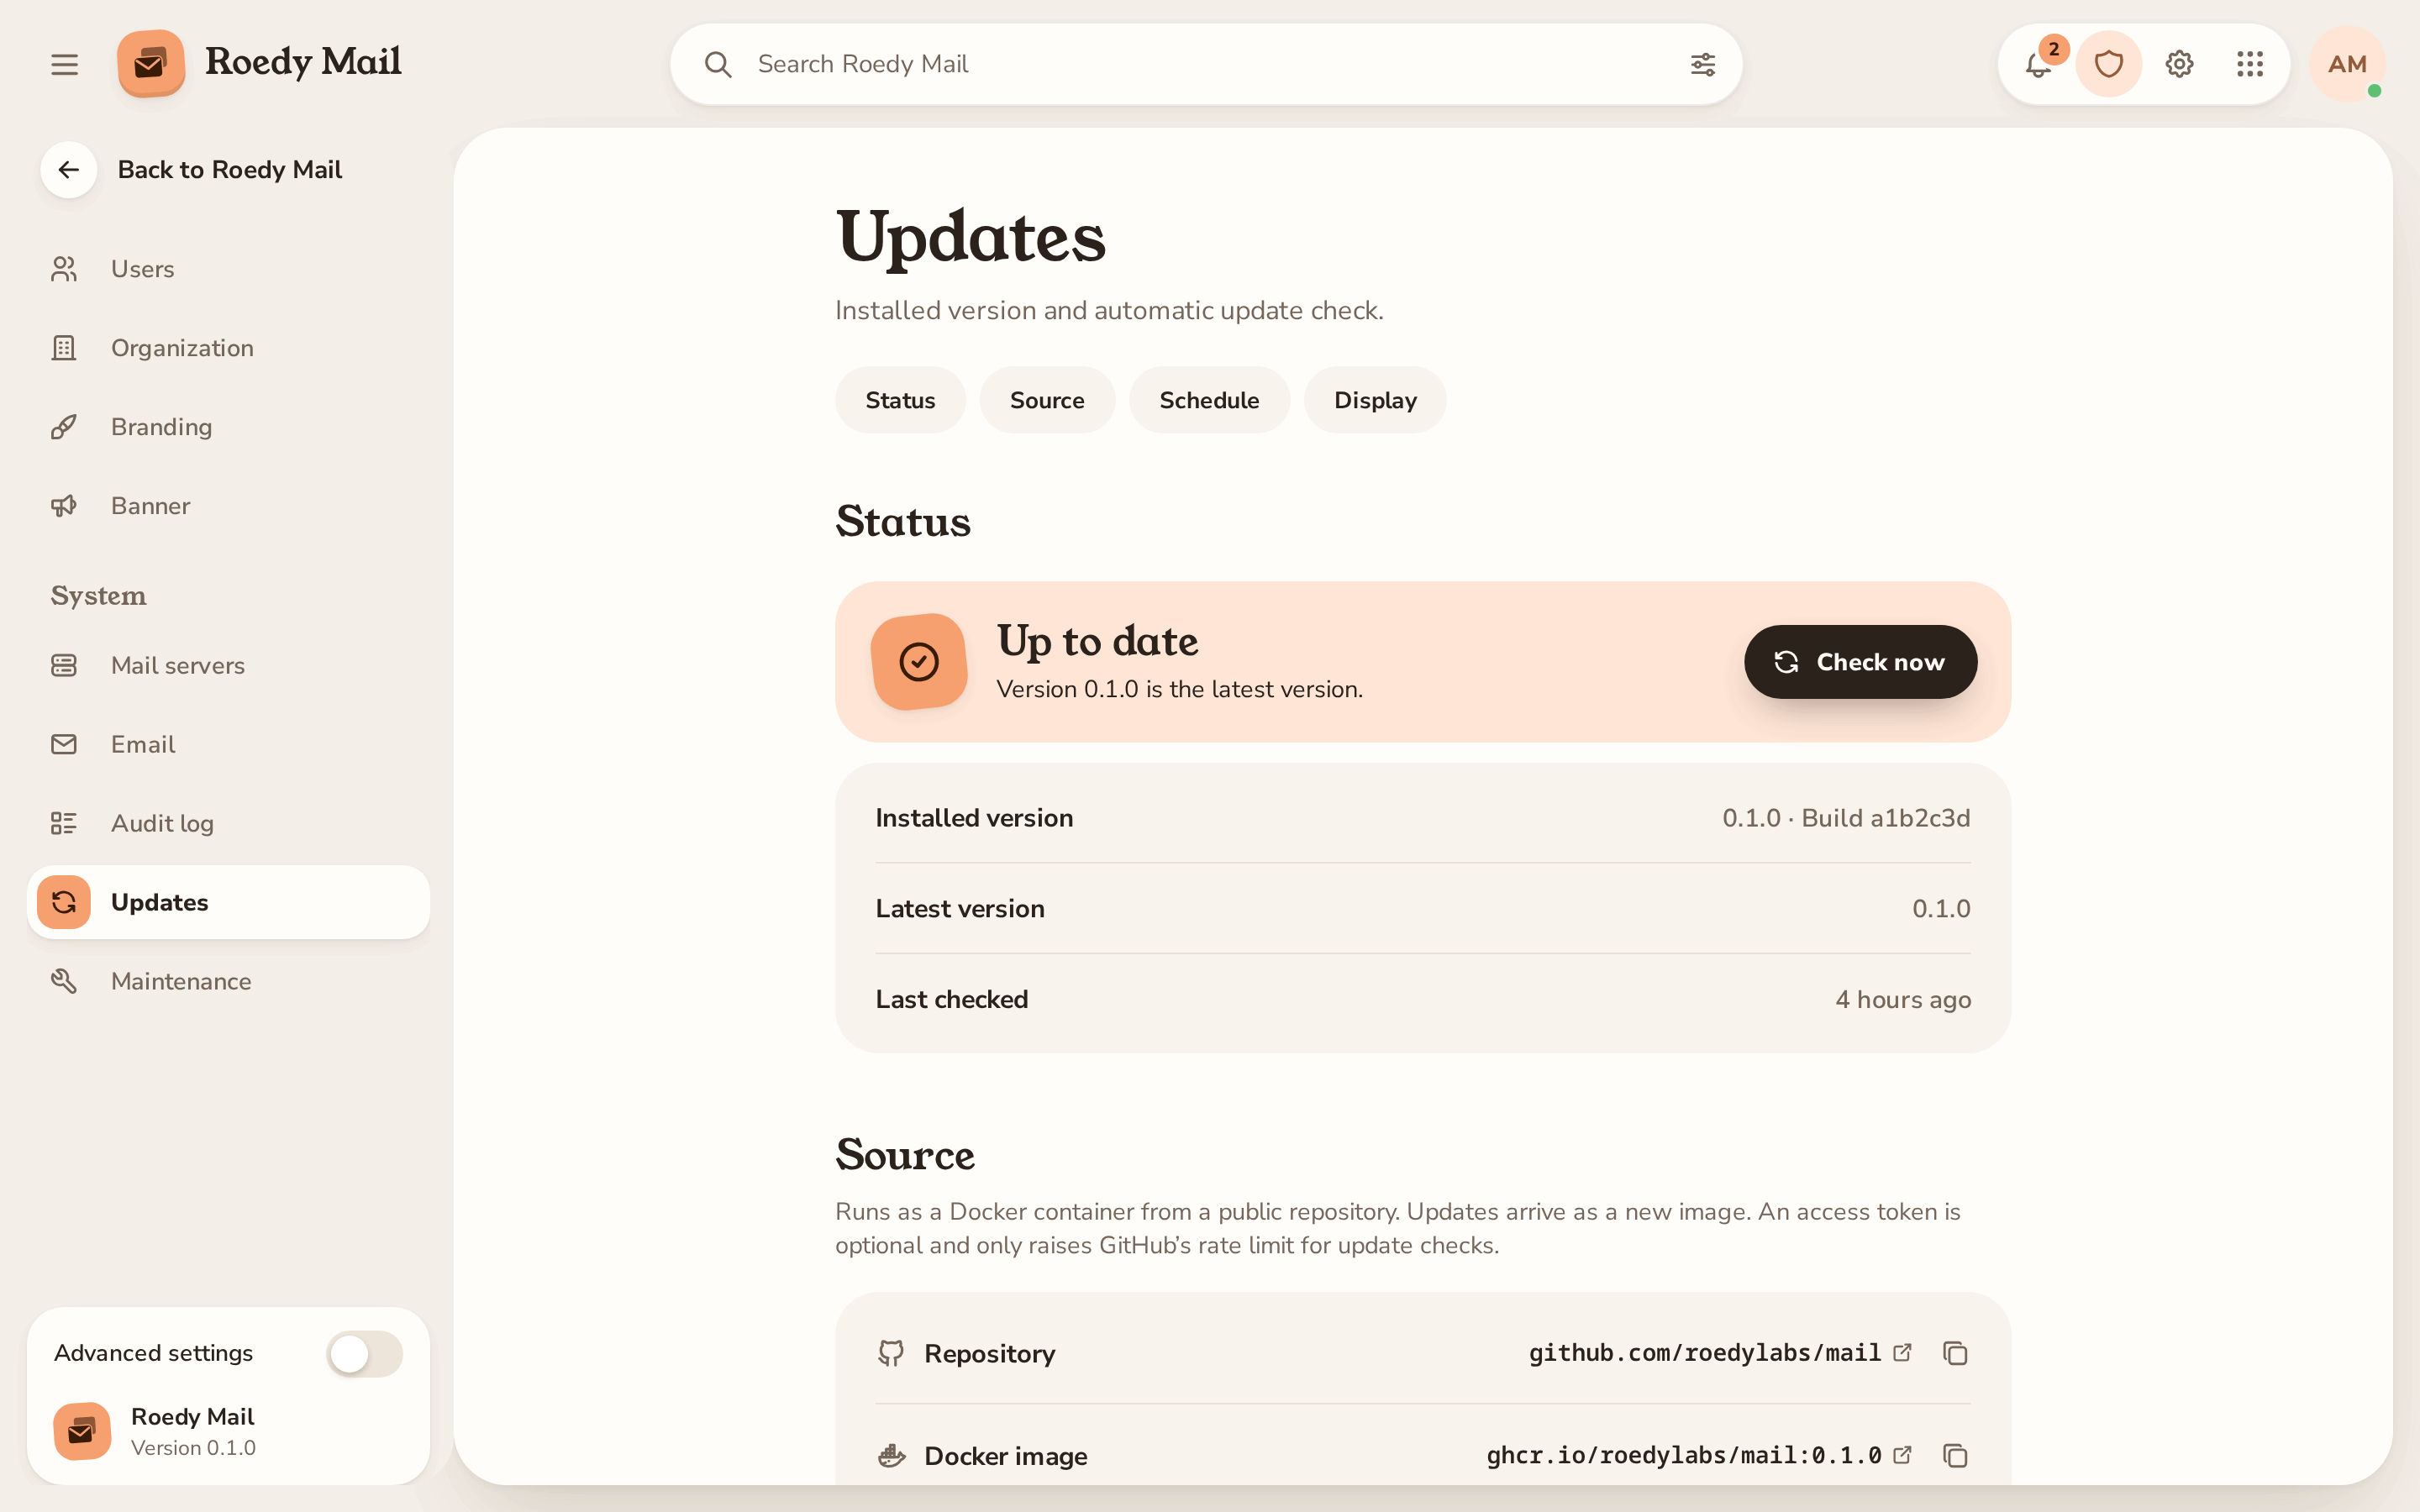 Roedy Mail
Search Roedy Mail
2
AM
Back to Roedy Mail
Users
Organization
Branding
Banner
System
Mail servers
Email
Audit log
Updates
Maintenance
Advanced settings
Roedy Mail
Version 0.1.0
Updates
Installed version and automatic update check.
Status
Source
Schedule
Display
Status
Up to date
Version 0.1.0 is the latest version.
Check now
Installed version
0.1.0 · Build a1b2c3d
Latest version
0.1.0
Last checked
4 hours ago
Source
Runs as a Docker container from a public repository. Updates arrive as a new image. An access token is
optional and only raises GitHub’s rate limit for update checks.
Repository
github.com/roedylabs/mail
Docker image
ghcr.io/roedylabs/mail:0.1.0